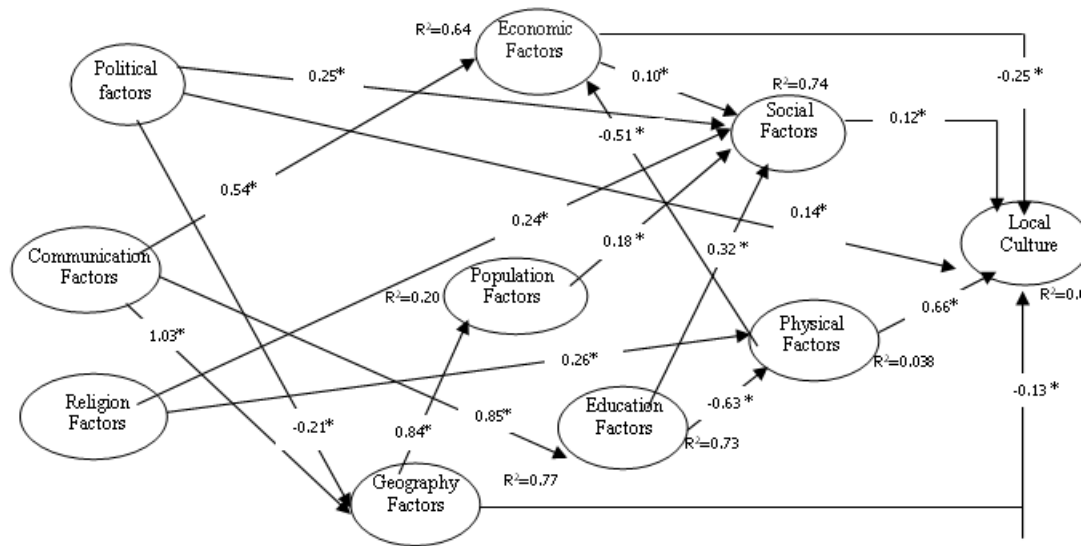 R²=0.64
Economic
Factors
Political
factors
0.25*
0.10*
-0.25*
R²=0.74
Social
Factors
0.12*
-0.51*
0.54*
0.24*
0.14*
Local
Culture
Communication
Factors
0.18*
0.32*
Population
Factors
R²=0.20
Physical
Factors
0.66*
1.03*
R²=0.038
0.26*
-0.13*
Religion
Factors
-0.21*
0.84*
0.85*
Education
Factors
-0.63*
R²=0.73
Geography
Factors
R²=0.77